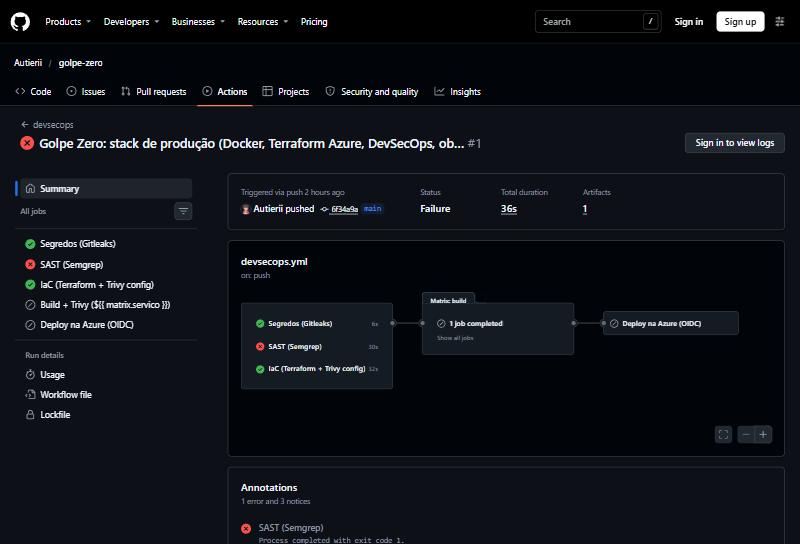 Products Developers Businesses Resources Pricing Search / Sign in Sign up
Autierii / golpe-zero
Code Issues Pull requests Actions Projects Security and quality Insights
← devsecops
Golpe Zero: stack de produção (Docker, Terraform Azure, DevSecOps, ob... #1
Sign in to view logs
Summary
All jobs
Segredos (Gitleaks)
SAST (Semgrep)
IaC (Terraform + Trivy config)
Build + Trivy (${{ matrix.servico }})
Deploy na Azure (OIDC)
Run details
Usage
Workflow file
Lockfile
Triggered via push 2 hours ago
Autierii pushed 6f34a9a main
Status
Failure
Total duration
36s
Artifacts
1
devsecops.yml
on: push
Segredos (Gitleaks) 6s
SAST (Semgrep) 30s
IaC (Terraform + Trivy config) 32s
Matrix: build
1 job completed
Show all jobs
Deploy na Azure (OIDC)
Annotations
1 error and 3 notices
SAST (Semgrep)
Process completed with exit code 1.